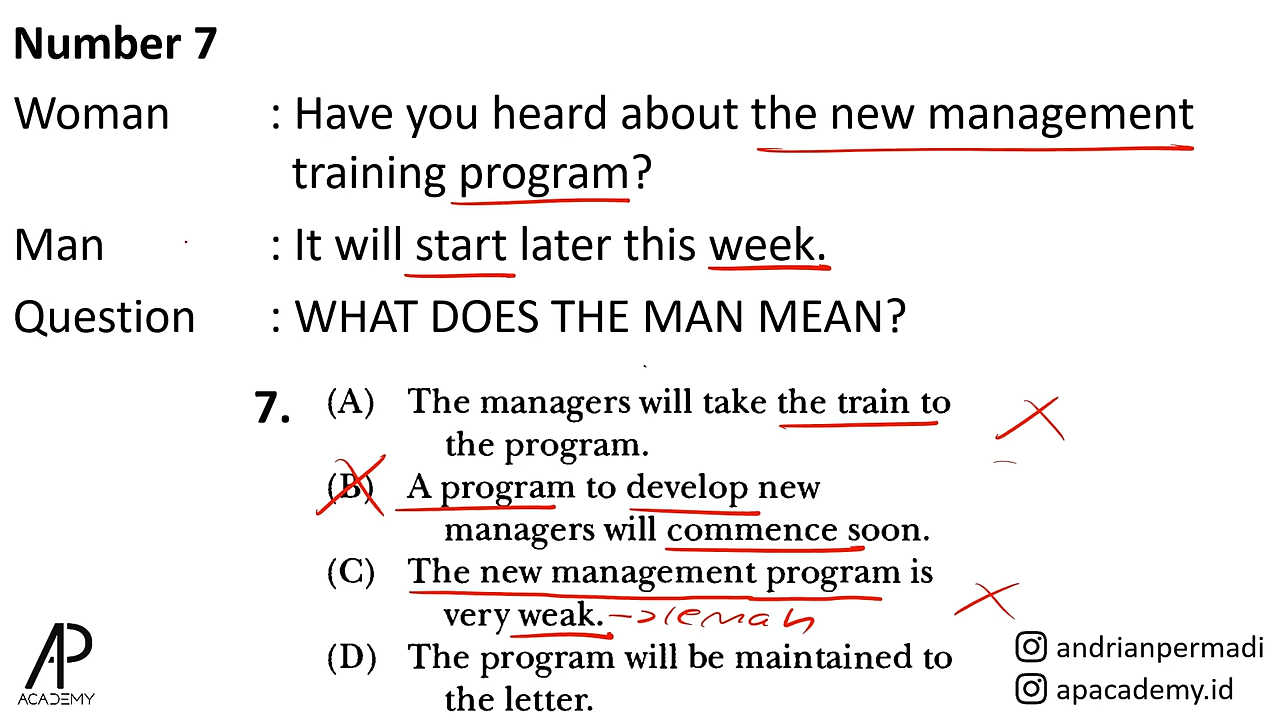 Number 7
Woman : Have you heard about the new management
training program?
Man : It will start later this week.
Question : WHAT DOES THE MAN MEAN?
7. (A) The managers will take the train to
the program.
(B) A program to develop new
managers will commence soon.
(C) The new management program is
very weak. → lemah
(D) The program will be maintained to
the letter.
AP
ACADEMY
andrianpermadi
apacademy.id